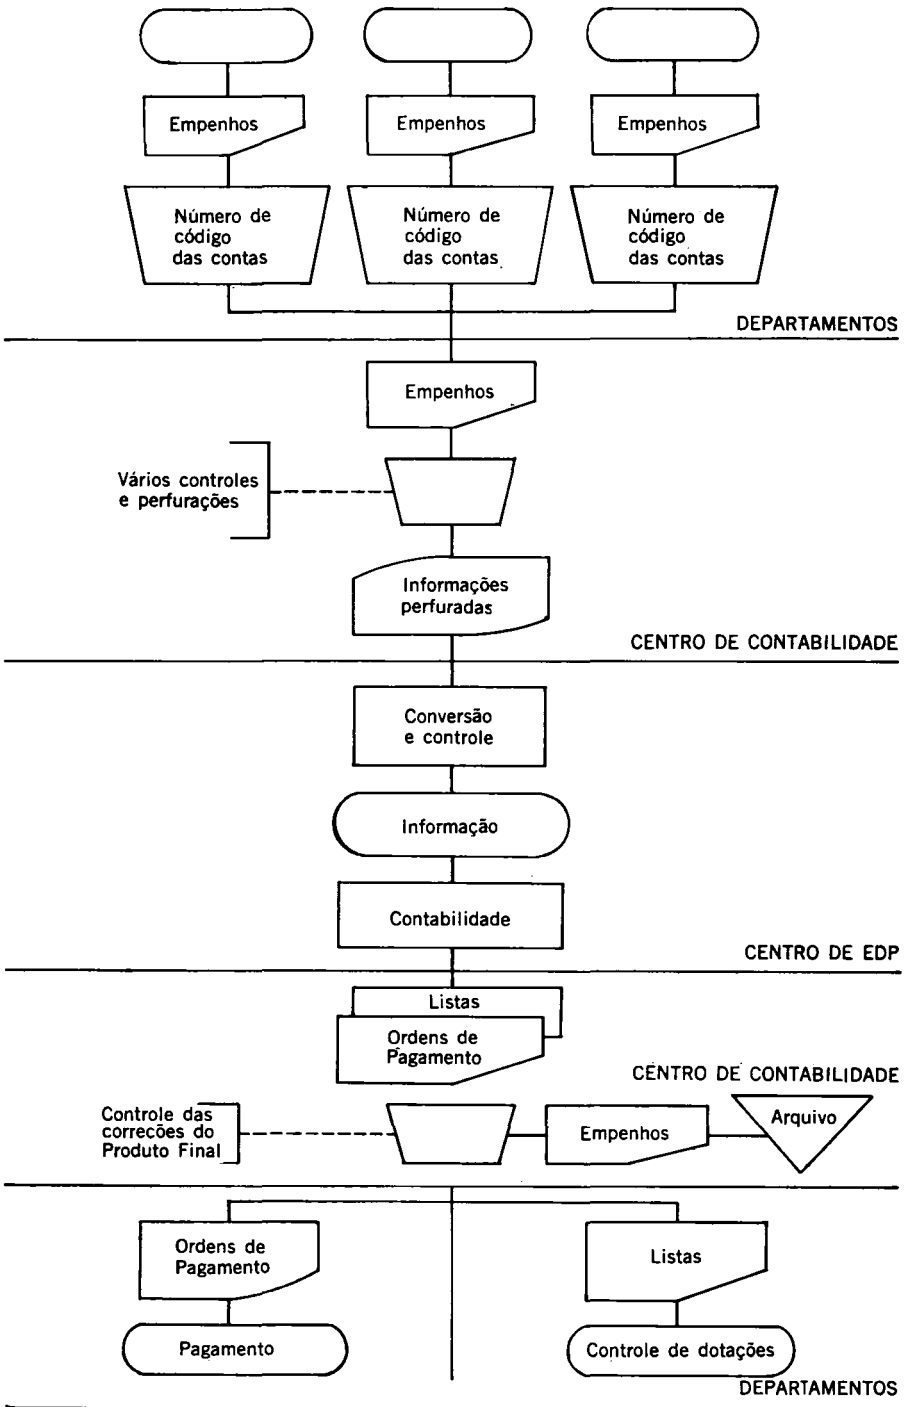 Empenhos
Empenhos
Empenhos
Número de
código
das contas
Número de
código
das contas
Número de
código
das contas
DEPARTAMENTOS
Empenhos
Vários controles
e perfurações
Informações
perfuradas
CENTRO DE CONTABILIDADE
Conversão
e controle
Informação
Contabilidade
CENTRO DE EDP
Listas
Ordens de
Pagamento
CENTRO DE CONTABILIDADE
Controle das
correcões do
Produto Final
Empenhos
Arquivo
Ordens de
Pagamento
Listas
Pagamento
Controle de dotações
DEPARTAMENTOS